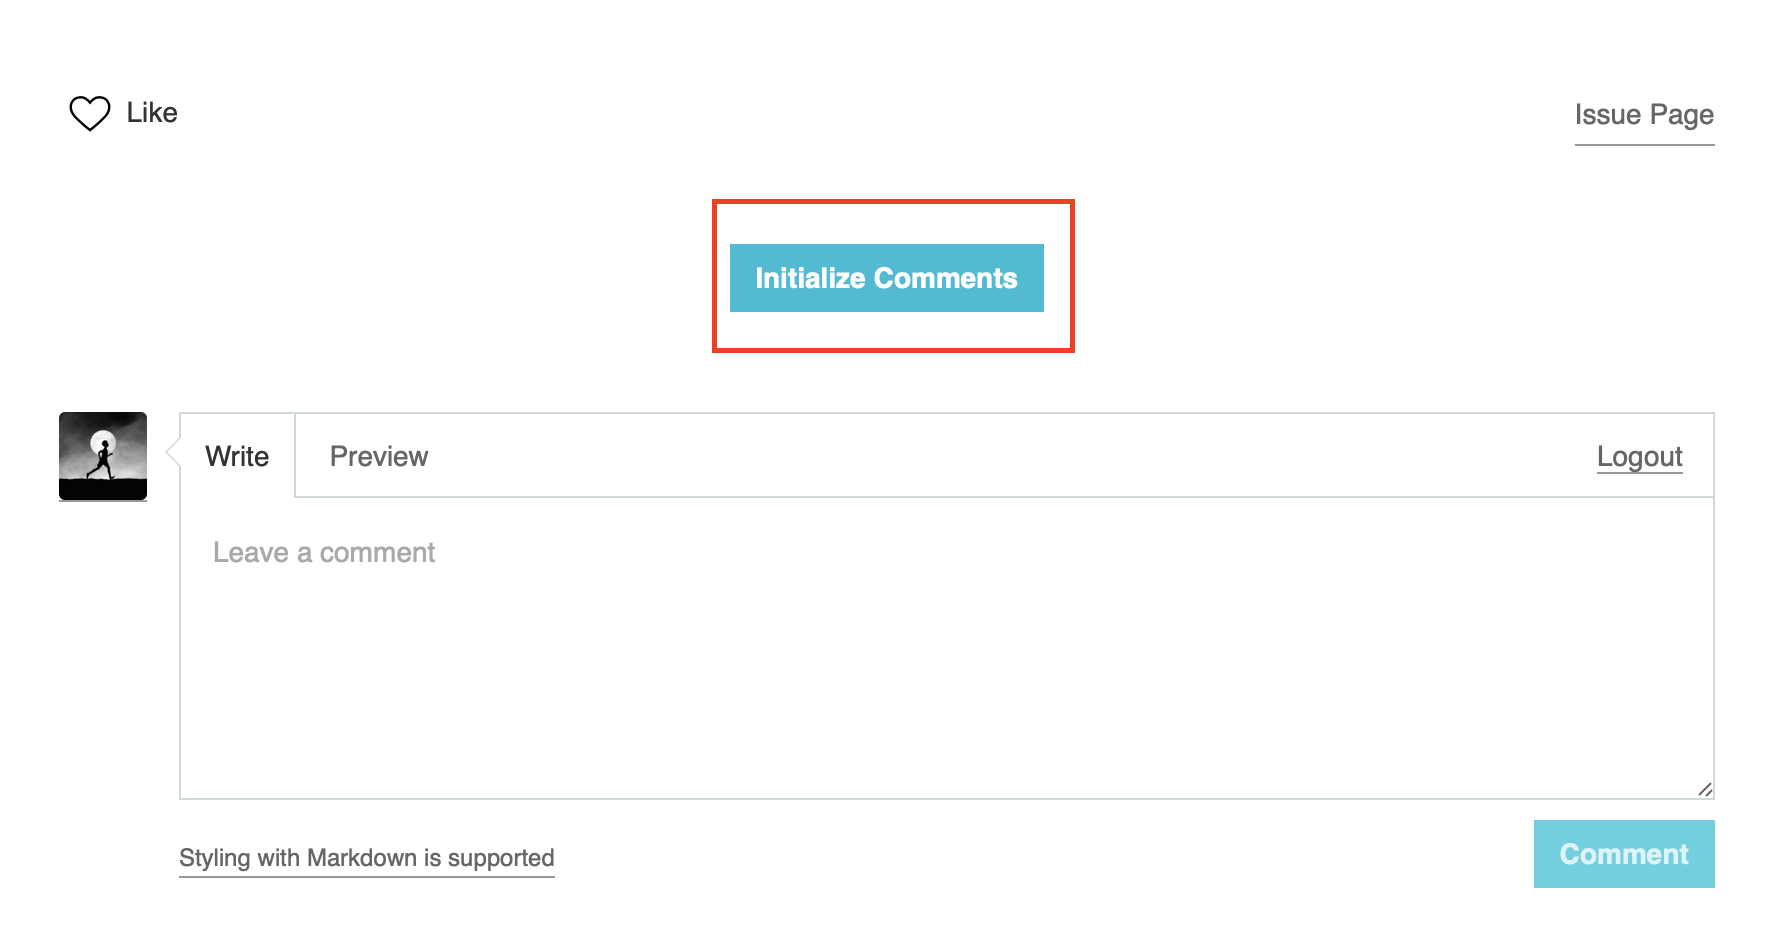 Like
Issue Page
Initialize Comments
Write
Preview
Logout
Leave a comment
Styling with Markdown is supported
Comment